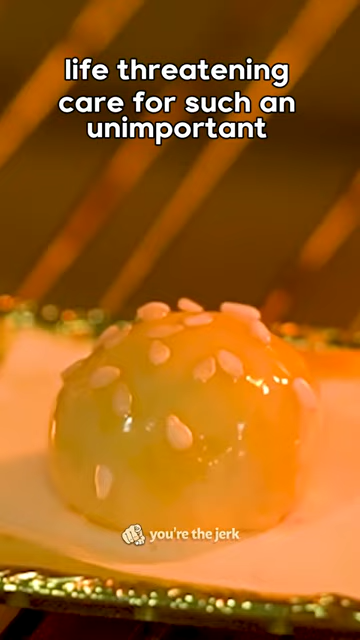 life threatening
care for such an
unimportant
you're the jerk